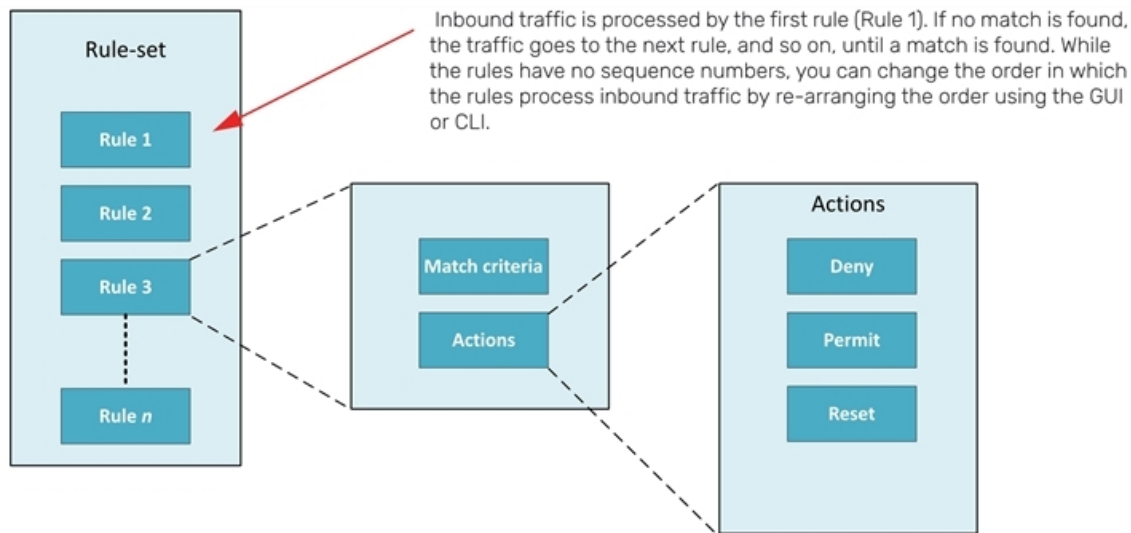 Inbound traffic is processed by the first rule (Rule 1). If no match is found,
the traffic goes to the next rule, and so on, until a match is found. While
the rules have no sequence numbers, you can change the order in which
the rules process inbound traffic by re-arranging the order using the GUI
or CLI.
Rule-set
Rule 1
Rule 2
Rule 3
Rule n
Match criteria
Actions
Actions
Deny
Permit
Reset